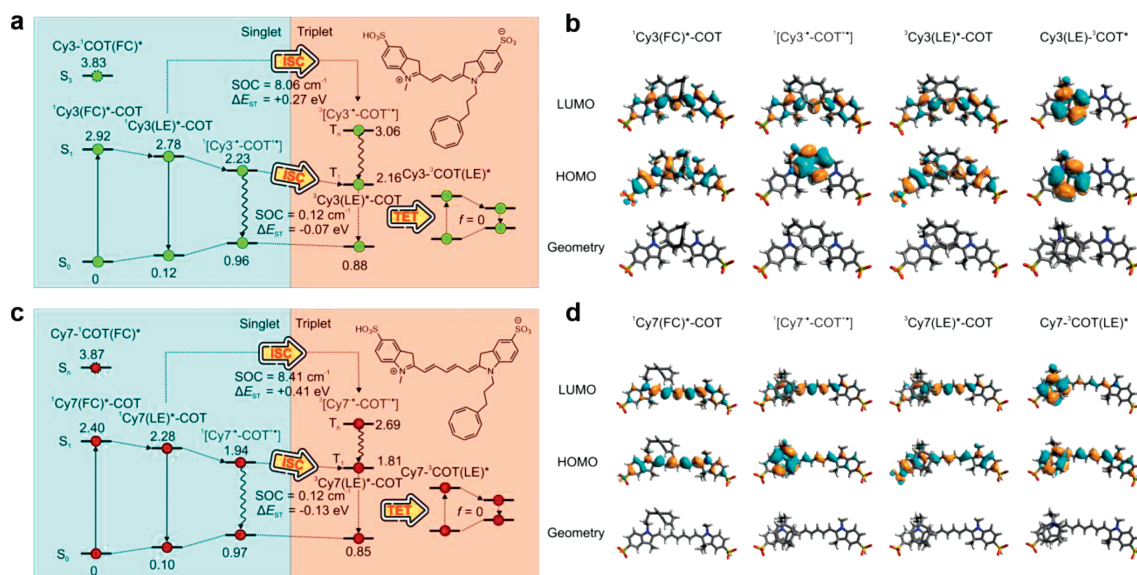 a
Singlet
Triplet
Cy3-¹COT(FC)*
3.83
S₃
ISC
SOC = 8.06 cm⁻¹
ΔE_ST = +0.27 eV
HO₃S
SO₃
⊖
N
⊕
N
¹Cy3(FC)*-COT
2.92
S₁
¹Cy3(LE)*-COT
2.78
¹[Cy3•-COT•⁺]
2.23
³[Cy3•-COT•⁺]
Tₙ
3.06
ISC
T₁
2.16
Cy3-³COT(LE)*
³Cy3(LE)*-COT
SOC = 0.12 cm⁻¹
ΔE_ST = -0.07 eV
TET
f = 0
S₀
0
0.12
0.96
0.88
b
¹Cy3(FC)*-COT
¹[Cy3•-COT•⁺]
³Cy3(LE)*-COT
Cy3(LE)-³COT*
LUMO
HOMO
Geometry
c
Singlet
Triplet
Cy7-¹COT(FC)*
3.87
Sₙ
ISC
SOC = 8.41 cm⁻¹
ΔE_ST = +0.41 eV
HO₃S
SO₃
⊖
N
⊕
N
¹Cy7(FC)*-COT
2.40
S₁
¹Cy7(LE)*-COT
2.28
¹[Cy7•-COT•⁺]
1.94
³[Cy7•-COT•⁺]
Tₙ
2.69
ISC
T₁
1.81
Cy7-³COT(LE)*
³Cy7(LE)*-COT
SOC = 0.12 cm⁻¹
ΔE_ST = -0.13 eV
TET
f = 0
S₀
0
0.10
0.97
0.85
d
¹Cy7(FC)*-COT
¹[Cy7•-COT•⁺]
³Cy7(LE)*-COT
Cy7-³COT(LE)*
LUMO
HOMO
Geometry